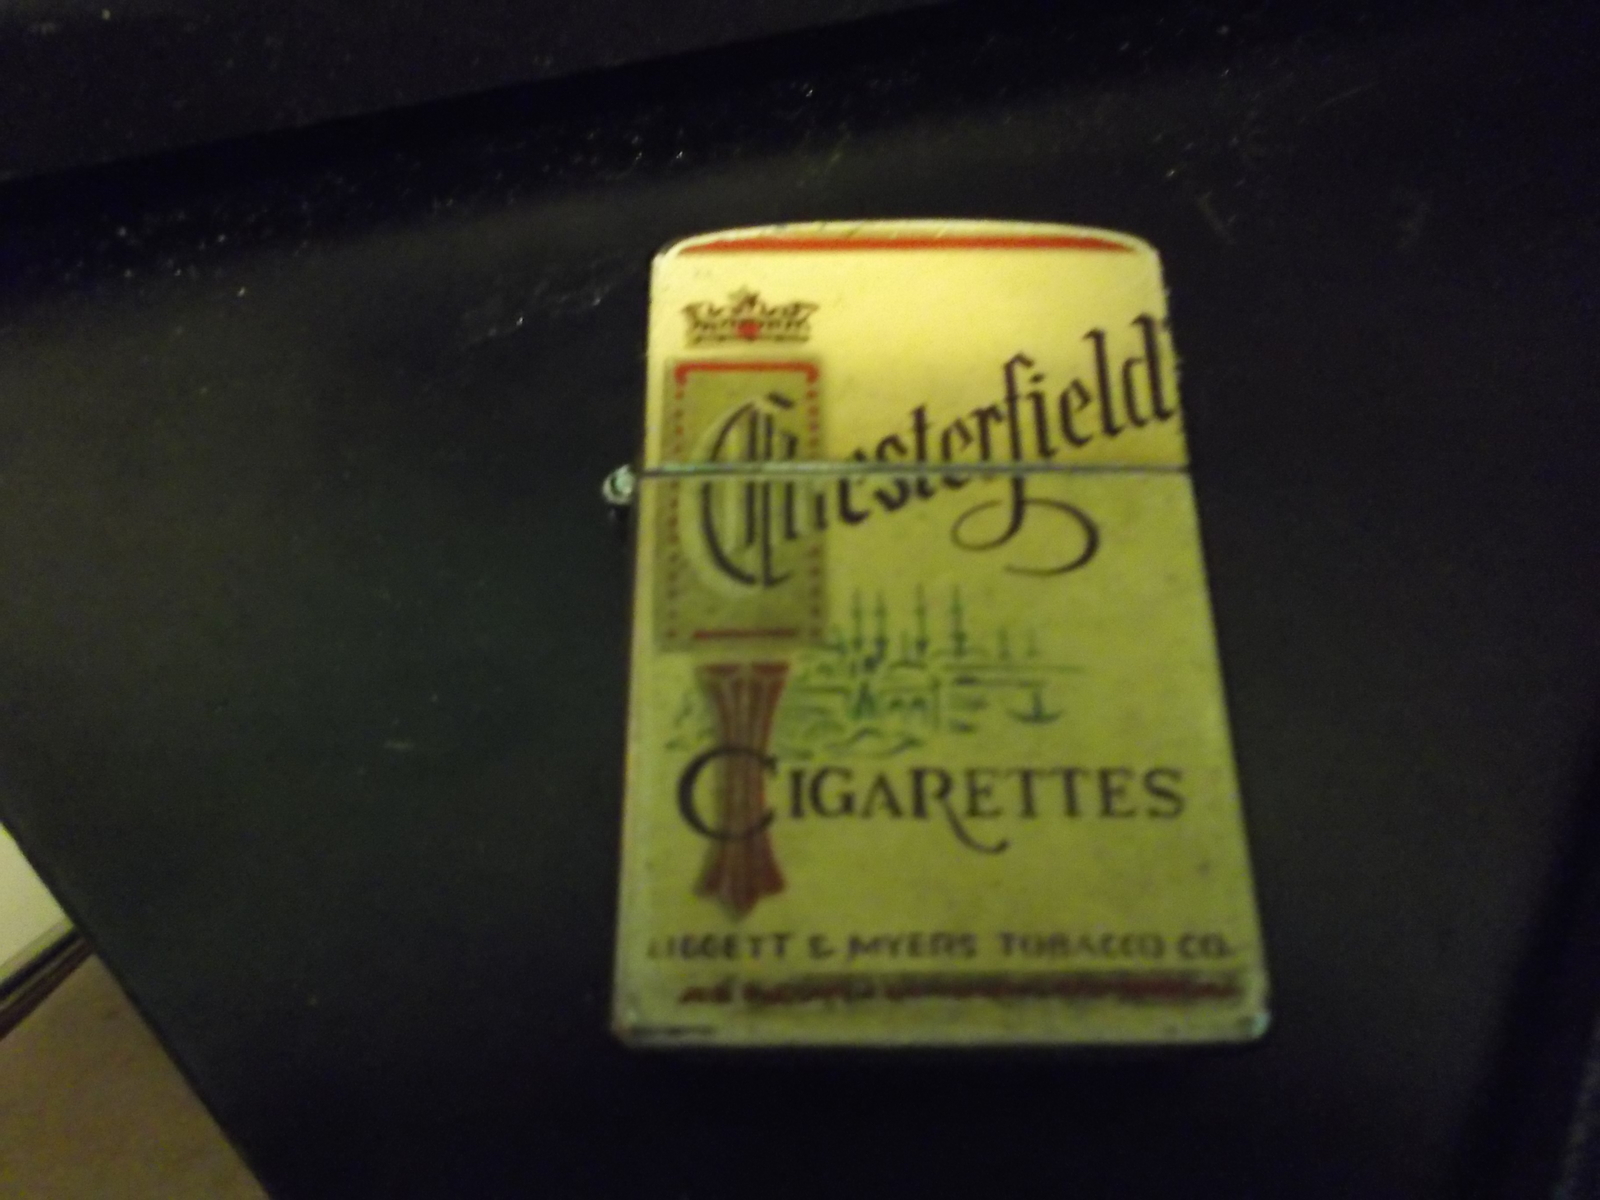 Chesterfield
CIGARETTES
LIGGETT & MYERS TOBACCO CO.